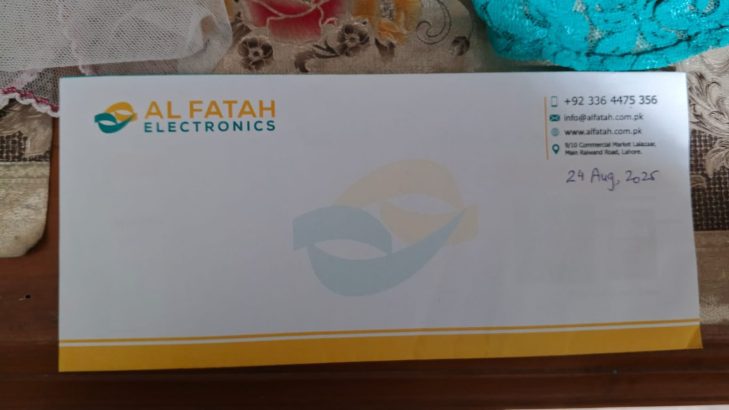 AL FATAH
ELECTRONICS
+92 336 4475 356
info@alfatah.com.pk
www.alfatah.com.pk
9/10 Commercial Market Lalazaar,
Main Raiwand Road, Lahore.
24 Aug, 2025